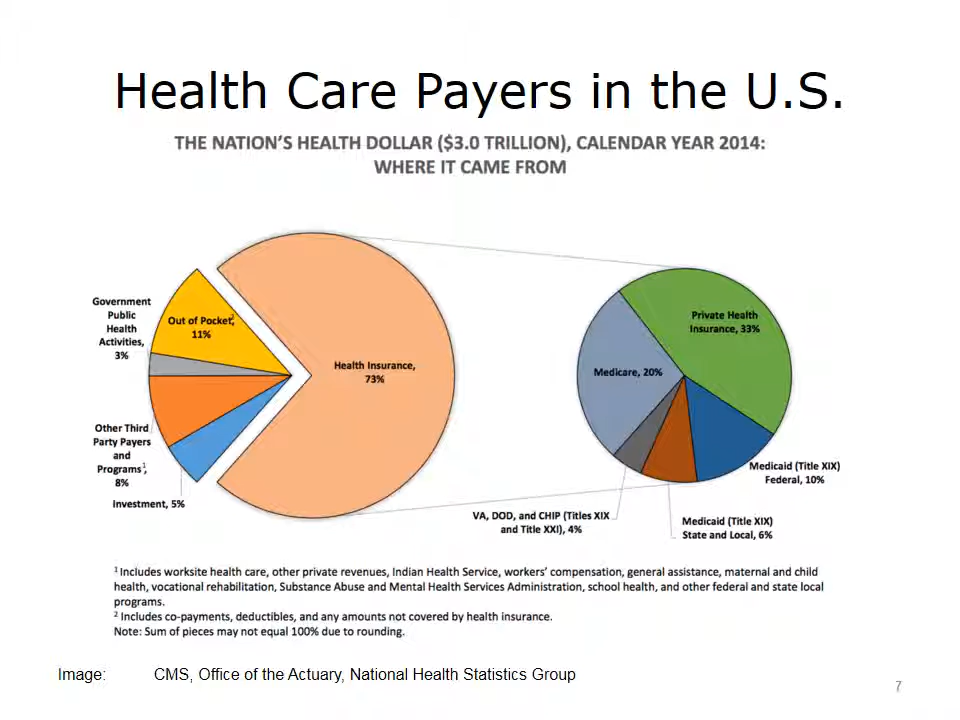 Health Care Payers in the U.S.
THE NATION'S HEALTH DOLLAR ($3.0 TRILLION), CALENDAR YEAR 2014:
WHERE IT CAME FROM
Government
Public
Health
Activities,
3%
Out of Pocket,2
11%
Health Insurance,
73%
Other Third
Party Payers
and
Programs1,
8%
Investment, 5%
Private Health
Insurance, 33%
Medicare, 20%
Medicaid (Title XIX)
Federal, 10%
VA, DOD, and CHIP (Titles XIX
and Title XXI), 4%
Medicaid (Title XIX)
State and Local, 6%
1 Includes worksite health care, other private revenues, Indian Health Service, workers' compensation, general assistance, maternal and child
health, vocational rehabilitation, Substance Abuse and Mental Health Services Administration, school health, and other federal and state local
programs.
2 Includes co-payments, deductibles, and any amounts not covered by health insurance.
Note: Sum of pieces may not equal 100% due to rounding.
Image: CMS, Office of the Actuary, National Health Statistics Group
7